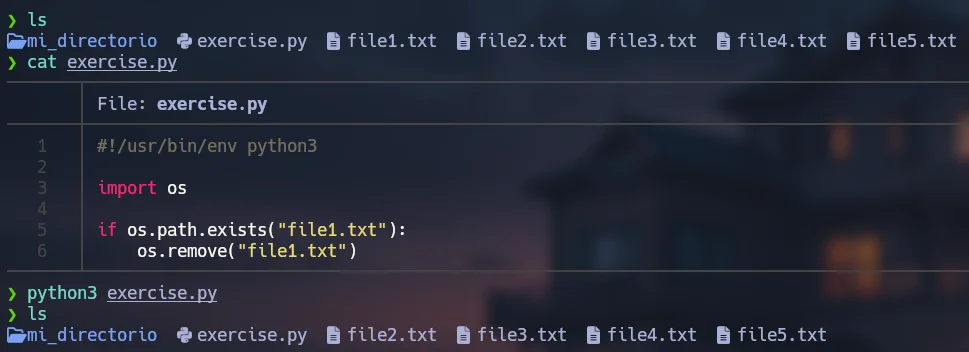 ❯ ls
mi_directorio exercise.py file1.txt file2.txt file3.txt file4.txt file5.txt
❯ cat exercise.py
File: exercise.py
1 #!/usr/bin/env python3
2
3 import os
4
5 if os.path.exists("file1.txt"):
6     os.remove("file1.txt")
❯ python3 exercise.py
❯ ls
mi_directorio exercise.py file2.txt file3.txt file4.txt file5.txt